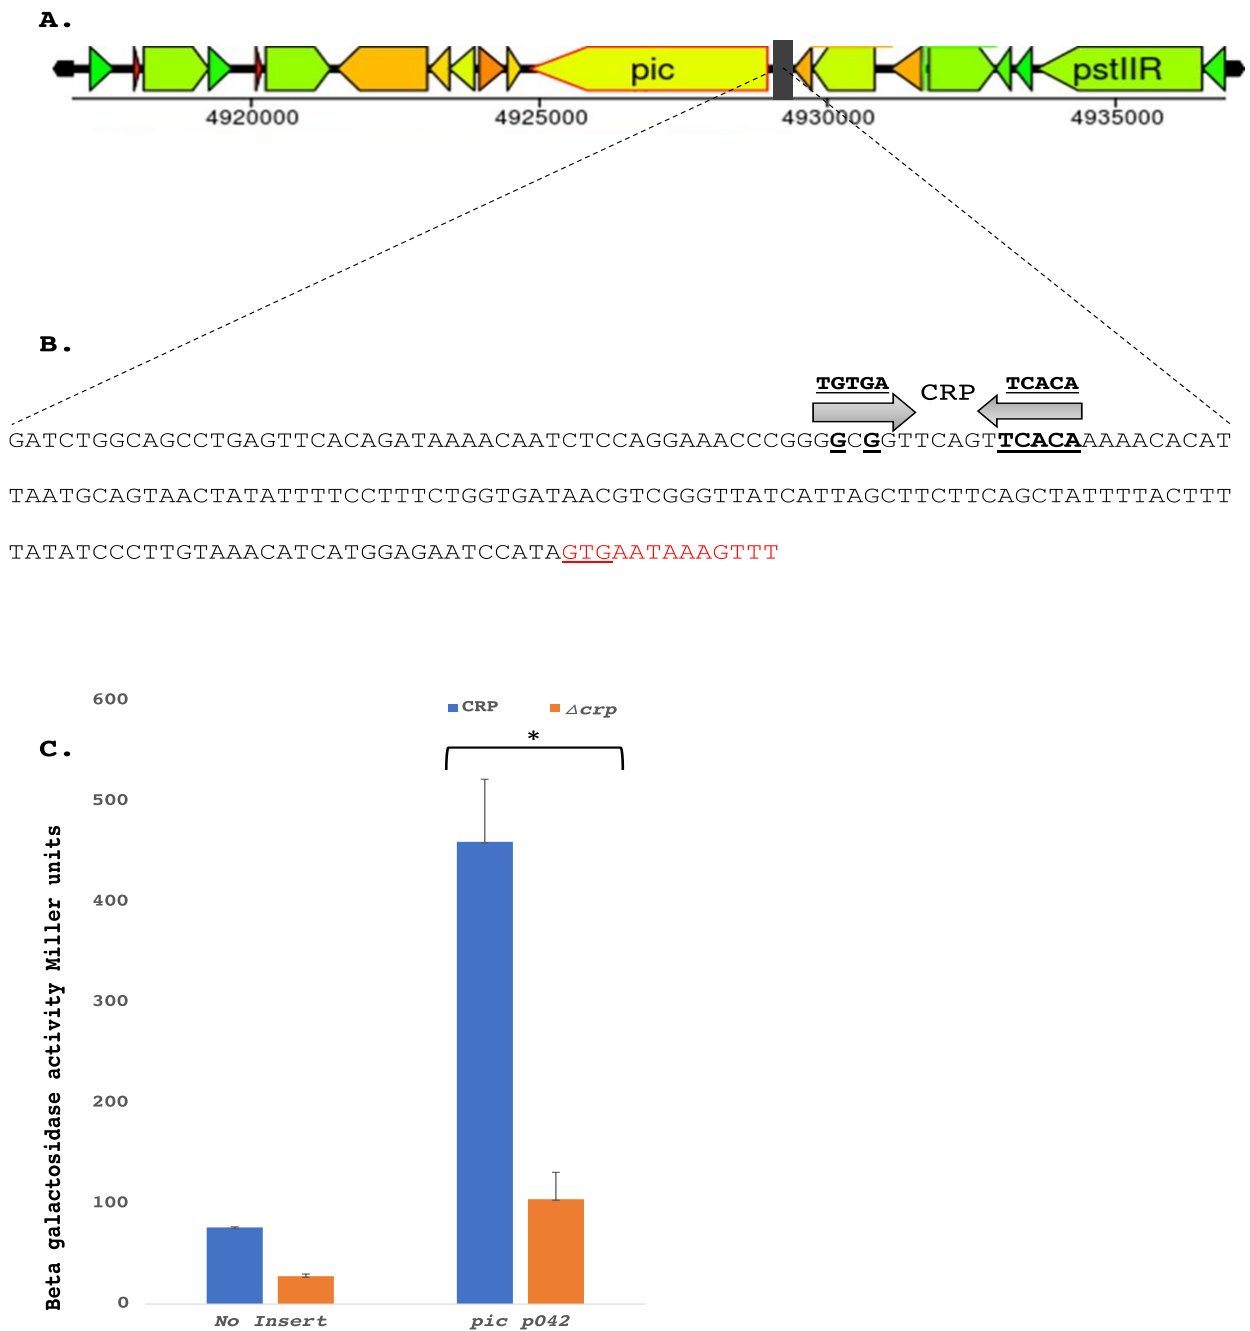 A.
pic
pstIIR
4920000 4925000 4930000 4935000
B.
TGTGA CRP TCACA
GATCTGGCAGCCTGAGTTCACAGATAAAACAATCTCCAGGAAACCCGGGGCGGTTCAGTTCACAAAAACACAT
TAATGCAGTAACTATATTTTCCTTTCTGGTGATAACGTCGGGTTATCATTAGCTTCTTCAGCTATTTTACTTT
TATATCCCTTGTAAACATCATGGAGAATCCATAGTGAATAAAGTTT
C.
CRP Δcrp
*
Beta galactosidase activity Miller units
600
500
400
300
200
100
0
No Insert pic p042